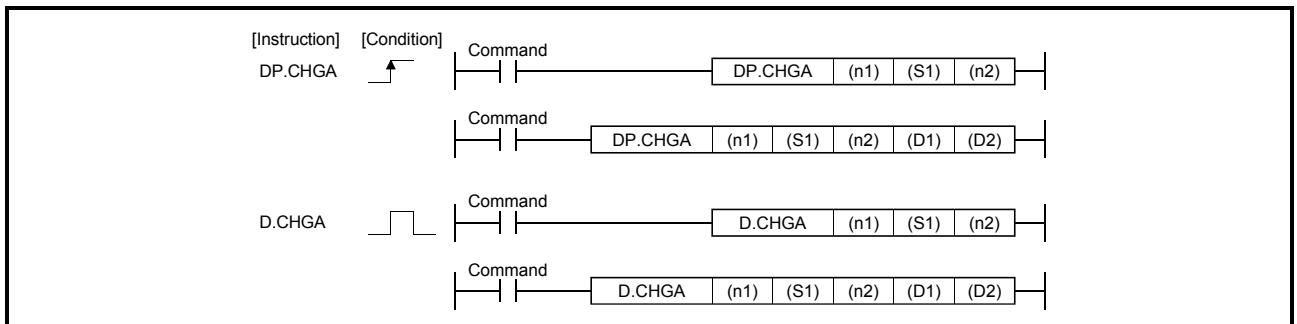 [Instruction] [Condition]
Command
DP.CHGA DP.CHGA (n1) (S1) (n2)
Command
DP.CHGA (n1) (S1) (n2) (D1) (D2)
Command
D.CHGA D.CHGA (n1) (S1) (n2)
Command
D.CHGA (n1) (S1) (n2) (D1) (D2)